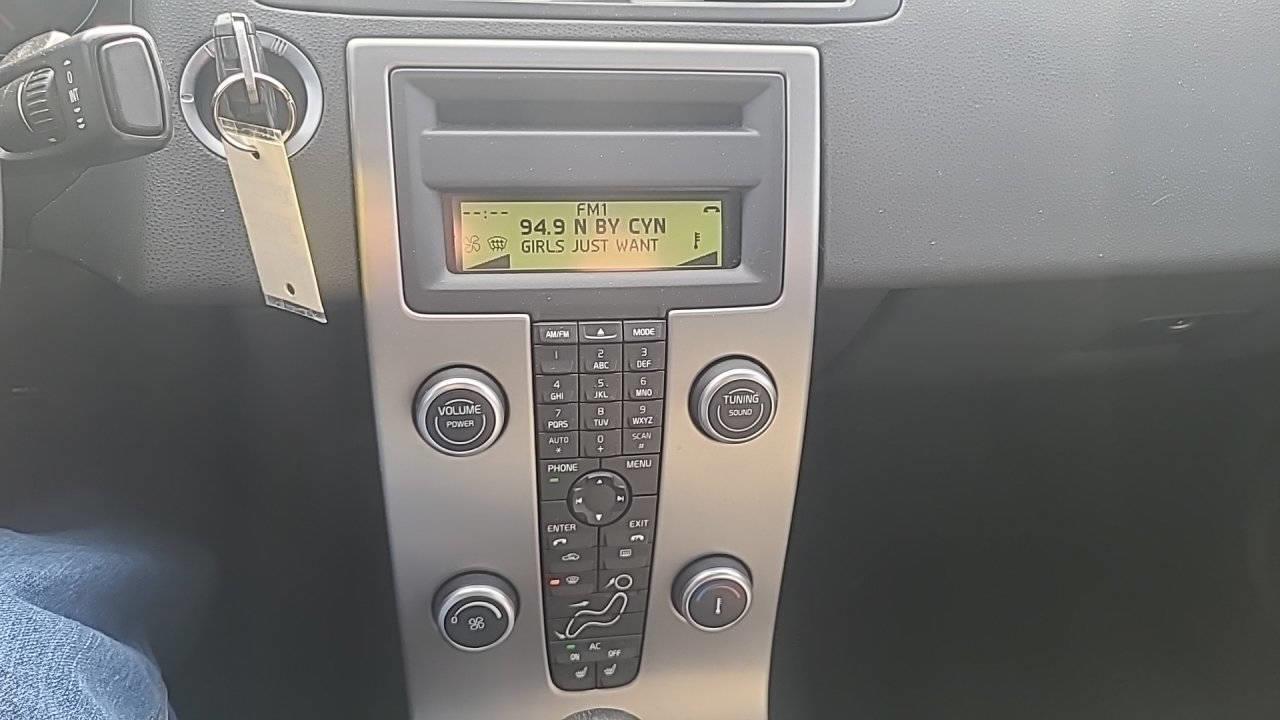 FM1
--:--
94.9 N BY CYN
GIRLS JUST WANT
AM/FM
MODE
1
2 ABC
3 DEF
4 GHI
5 JKL
6 MNO
7 PQRS
8 TUV
9 WXYZ
AUTO *
0 +
SCAN #
VOLUME
POWER
TUNING
SOUND
PHONE
MENU
ENTER
EXIT
0
AC
ON
OFF